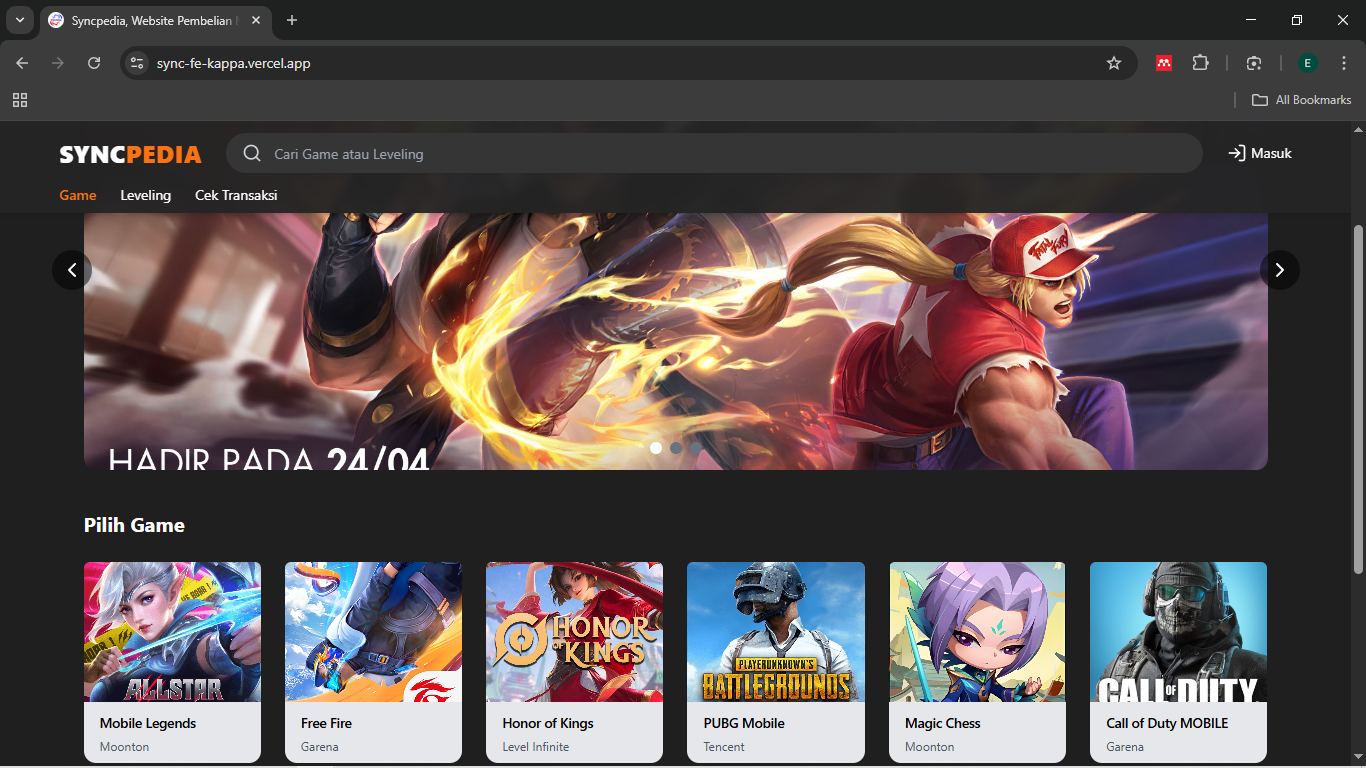 Syncpedia, Website Pembelian
sync-fe-kappa.vercel.app
E
All Bookmarks
SYNCPEDIA
Cari Game atau Leveling
Masuk
Game
Leveling
Cek Transaksi
FATAL FURY
HADIR PADA 24/04
Pilih Game
ALLSTAR
HONOR OF KINGS
PLAYERUNKNOWN'S
BATTLEGROUNDS
CALL OF DUTY
Mobile Legends
Free Fire
Honor of Kings
PUBG Mobile
Magic Chess
Call of Duty MOBILE
Moonton
Garena
Level Infinite
Tencent
Moonton
Garena